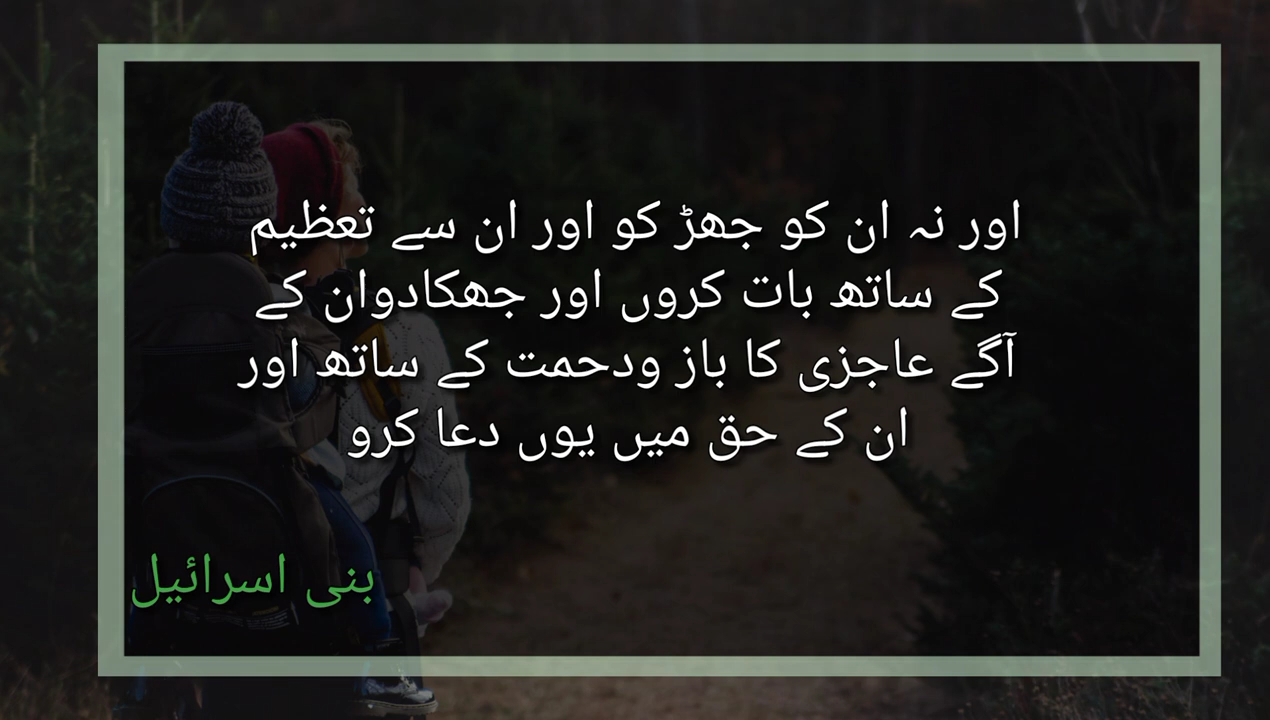 اور نہ ان کو جھڑ کو اور ان سے تعظیم
کے ساتھ بات کروں اور جھکادوان کے
آگے عاجزی کا باز ودحمت کے ساتھ اور
ان کے حق میں یوں دعا کرو
بنی اسرائیل